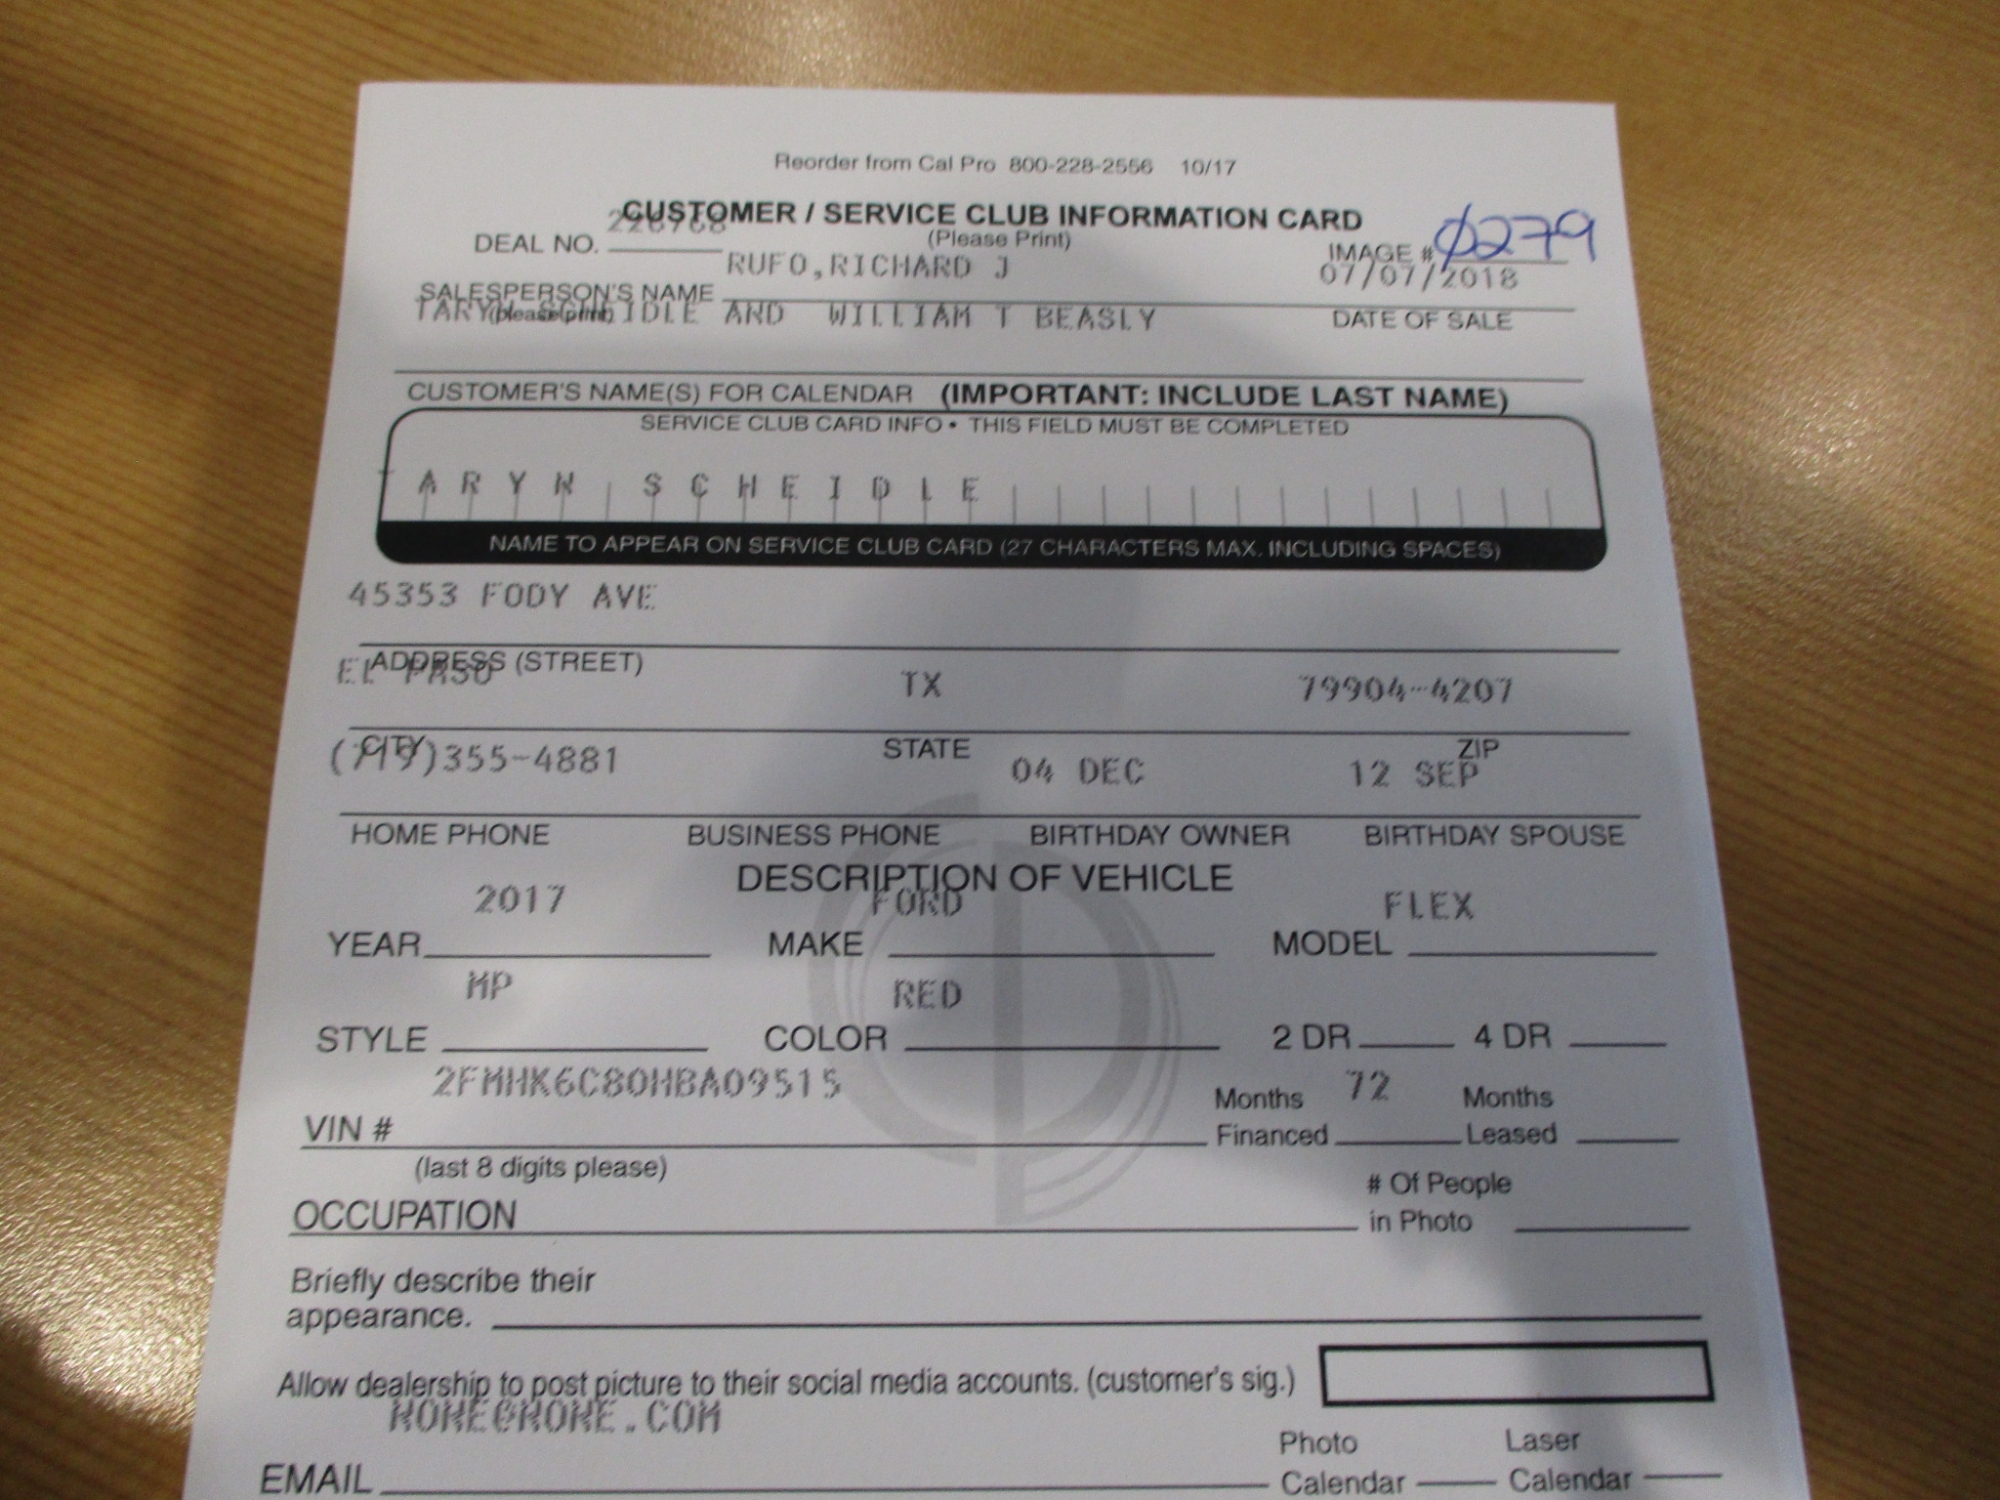 Reorder from Cal Pro 800-228-2556 10/17
CUSTOMER / SERVICE CLUB INFORMATION CARD
(Please Print)
DEAL NO. 226768
IMAGE # 0279
RUFO,RICHARD J
07/07/2018
SALESPERSON'S NAME
(please print)
DATE OF SALE
TARYN SCHEIDLE AND WILLIAM T BEASLY
CUSTOMER'S NAME(S) FOR CALENDAR (IMPORTANT: INCLUDE LAST NAME)
SERVICE CLUB CARD INFO • THIS FIELD MUST BE COMPLETED
ARYN SCHEIDLE
NAME TO APPEAR ON SERVICE CLUB CARD (27 CHARACTERS MAX. INCLUDING SPACES)
45353 FODY AVE
ADDRESS (STREET)
EL PASO TX 79904-4207
CITY STATE ZIP
(719)355-4881 04 DEC 12 SEP
HOME PHONE BUSINESS PHONE BIRTHDAY OWNER BIRTHDAY SPOUSE
DESCRIPTION OF VEHICLE
2017 FORD FLEX
YEAR MAKE MODEL
MP RED
STYLE COLOR 2 DR 4 DR
2FMHK6C80HBA09515
VIN #
(last 8 digits please)
Months Financed 72 Months Leased
OCCUPATION
# Of People in Photo
Briefly describe their
appearance.
Allow dealership to post picture to their social media accounts. (customer's sig.)
NONE@NONE.COM
EMAIL
Photo Calendar Laser Calendar